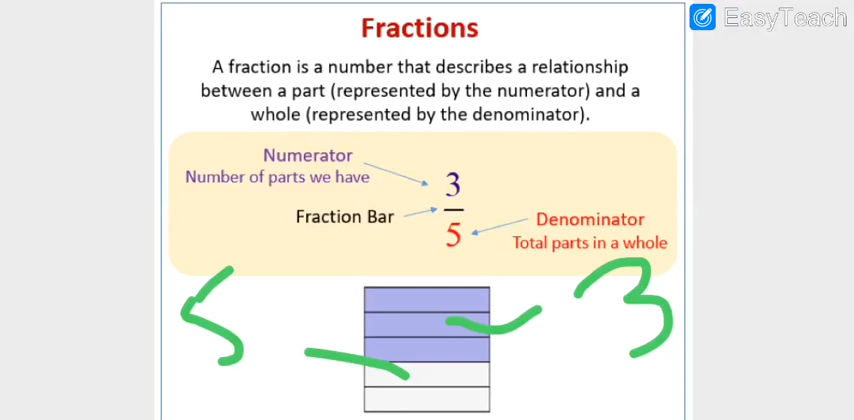 EasyTeach
Fractions
A fraction is a number that describes a relationship
between a part (represented by the numerator) and a
whole (represented by the denominator).
Numerator
Number of parts we have
3
Fraction Bar
5
Denominator
Total parts in a whole
5
3